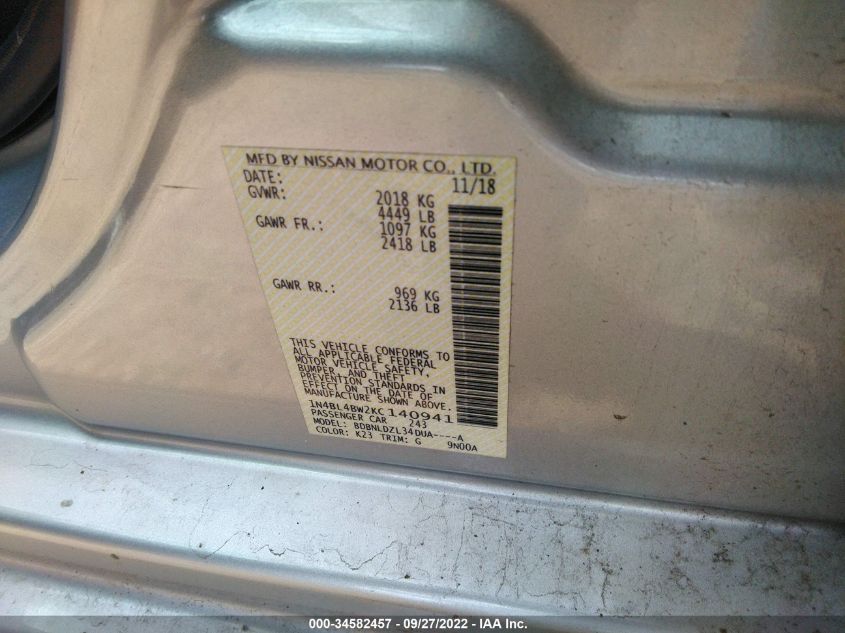 MFD BY NISSAN MOTOR CO., LTD.
DATE: 11/18
GVWR: 2018 KG
4449 LB
GAWR FR.: 1097 KG
2418 LB
GAWR RR.: 969 KG
2136 LB
THIS VEHICLE CONFORMS TO
ALL APPLICABLE FEDERAL
MOTOR VEHICLE SAFETY,
BUMPER, AND THEFT
PREVENTION STANDARDS IN
EFFECT ON THE DATE OF
MANUFACTURE SHOWN ABOVE.
1N4BL4BW2KC140941
PASSENGER CAR 243
MODEL: BDBNLDZL34DUA----A
COLOR: K23 TRIM: G 9N00A
000-34582457 - 09/27/2022 - IAA Inc.